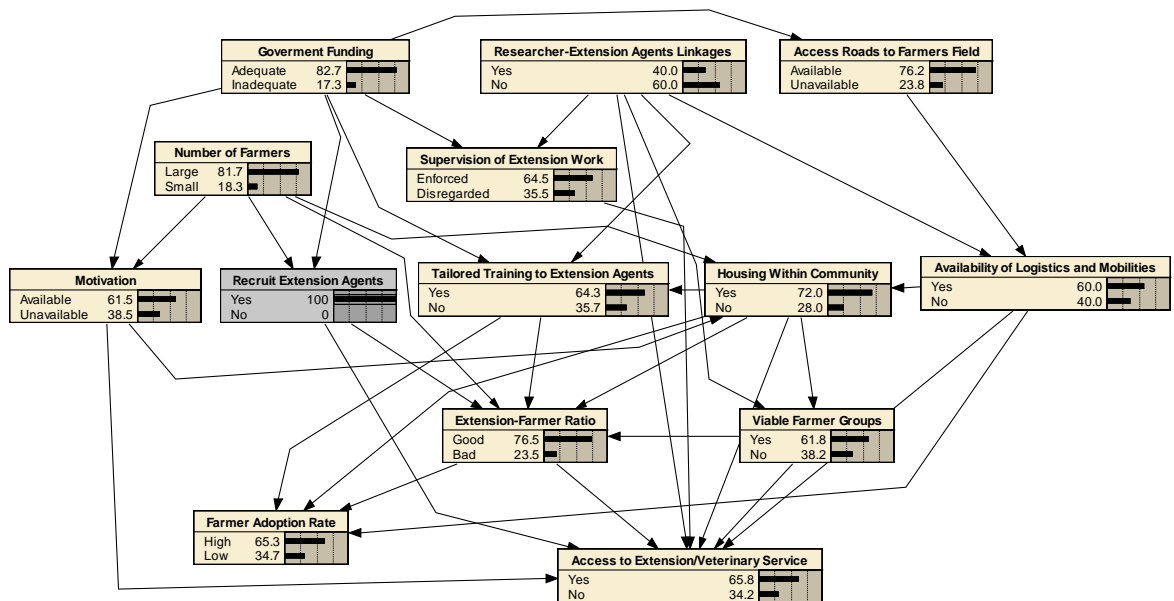 Goverment Funding
Adequate 82.7
Inadequate 17.3
Researcher-Extension Agents Linkages
Yes 40.0
No 60.0
Access Roads to Farmers Field
Available 76.2
Unavailable 23.8
Number of Farmers
Large 81.7
Small 18.3
Supervision of Extension Work
Enforced 64.5
Disregarded 35.5
Motivation
Available 61.5
Unavailable 38.5
Recruit Extension Agents
Yes 100
No 0
Tailored Training to Extension Agents
Yes 64.3
No 35.7
Housing Within Community
Yes 72.0
No 28.0
Availability of Logistics and Mobilities
Yes 60.0
No 40.0
Extension-Farmer Ratio
Good 76.5
Bad 23.5
Viable Farmer Groups
Yes 61.8
No 38.2
Farmer Adoption Rate
High 65.3
Low 34.7
Access to Extension/Veterinary Service
Yes 65.8
No 34.2